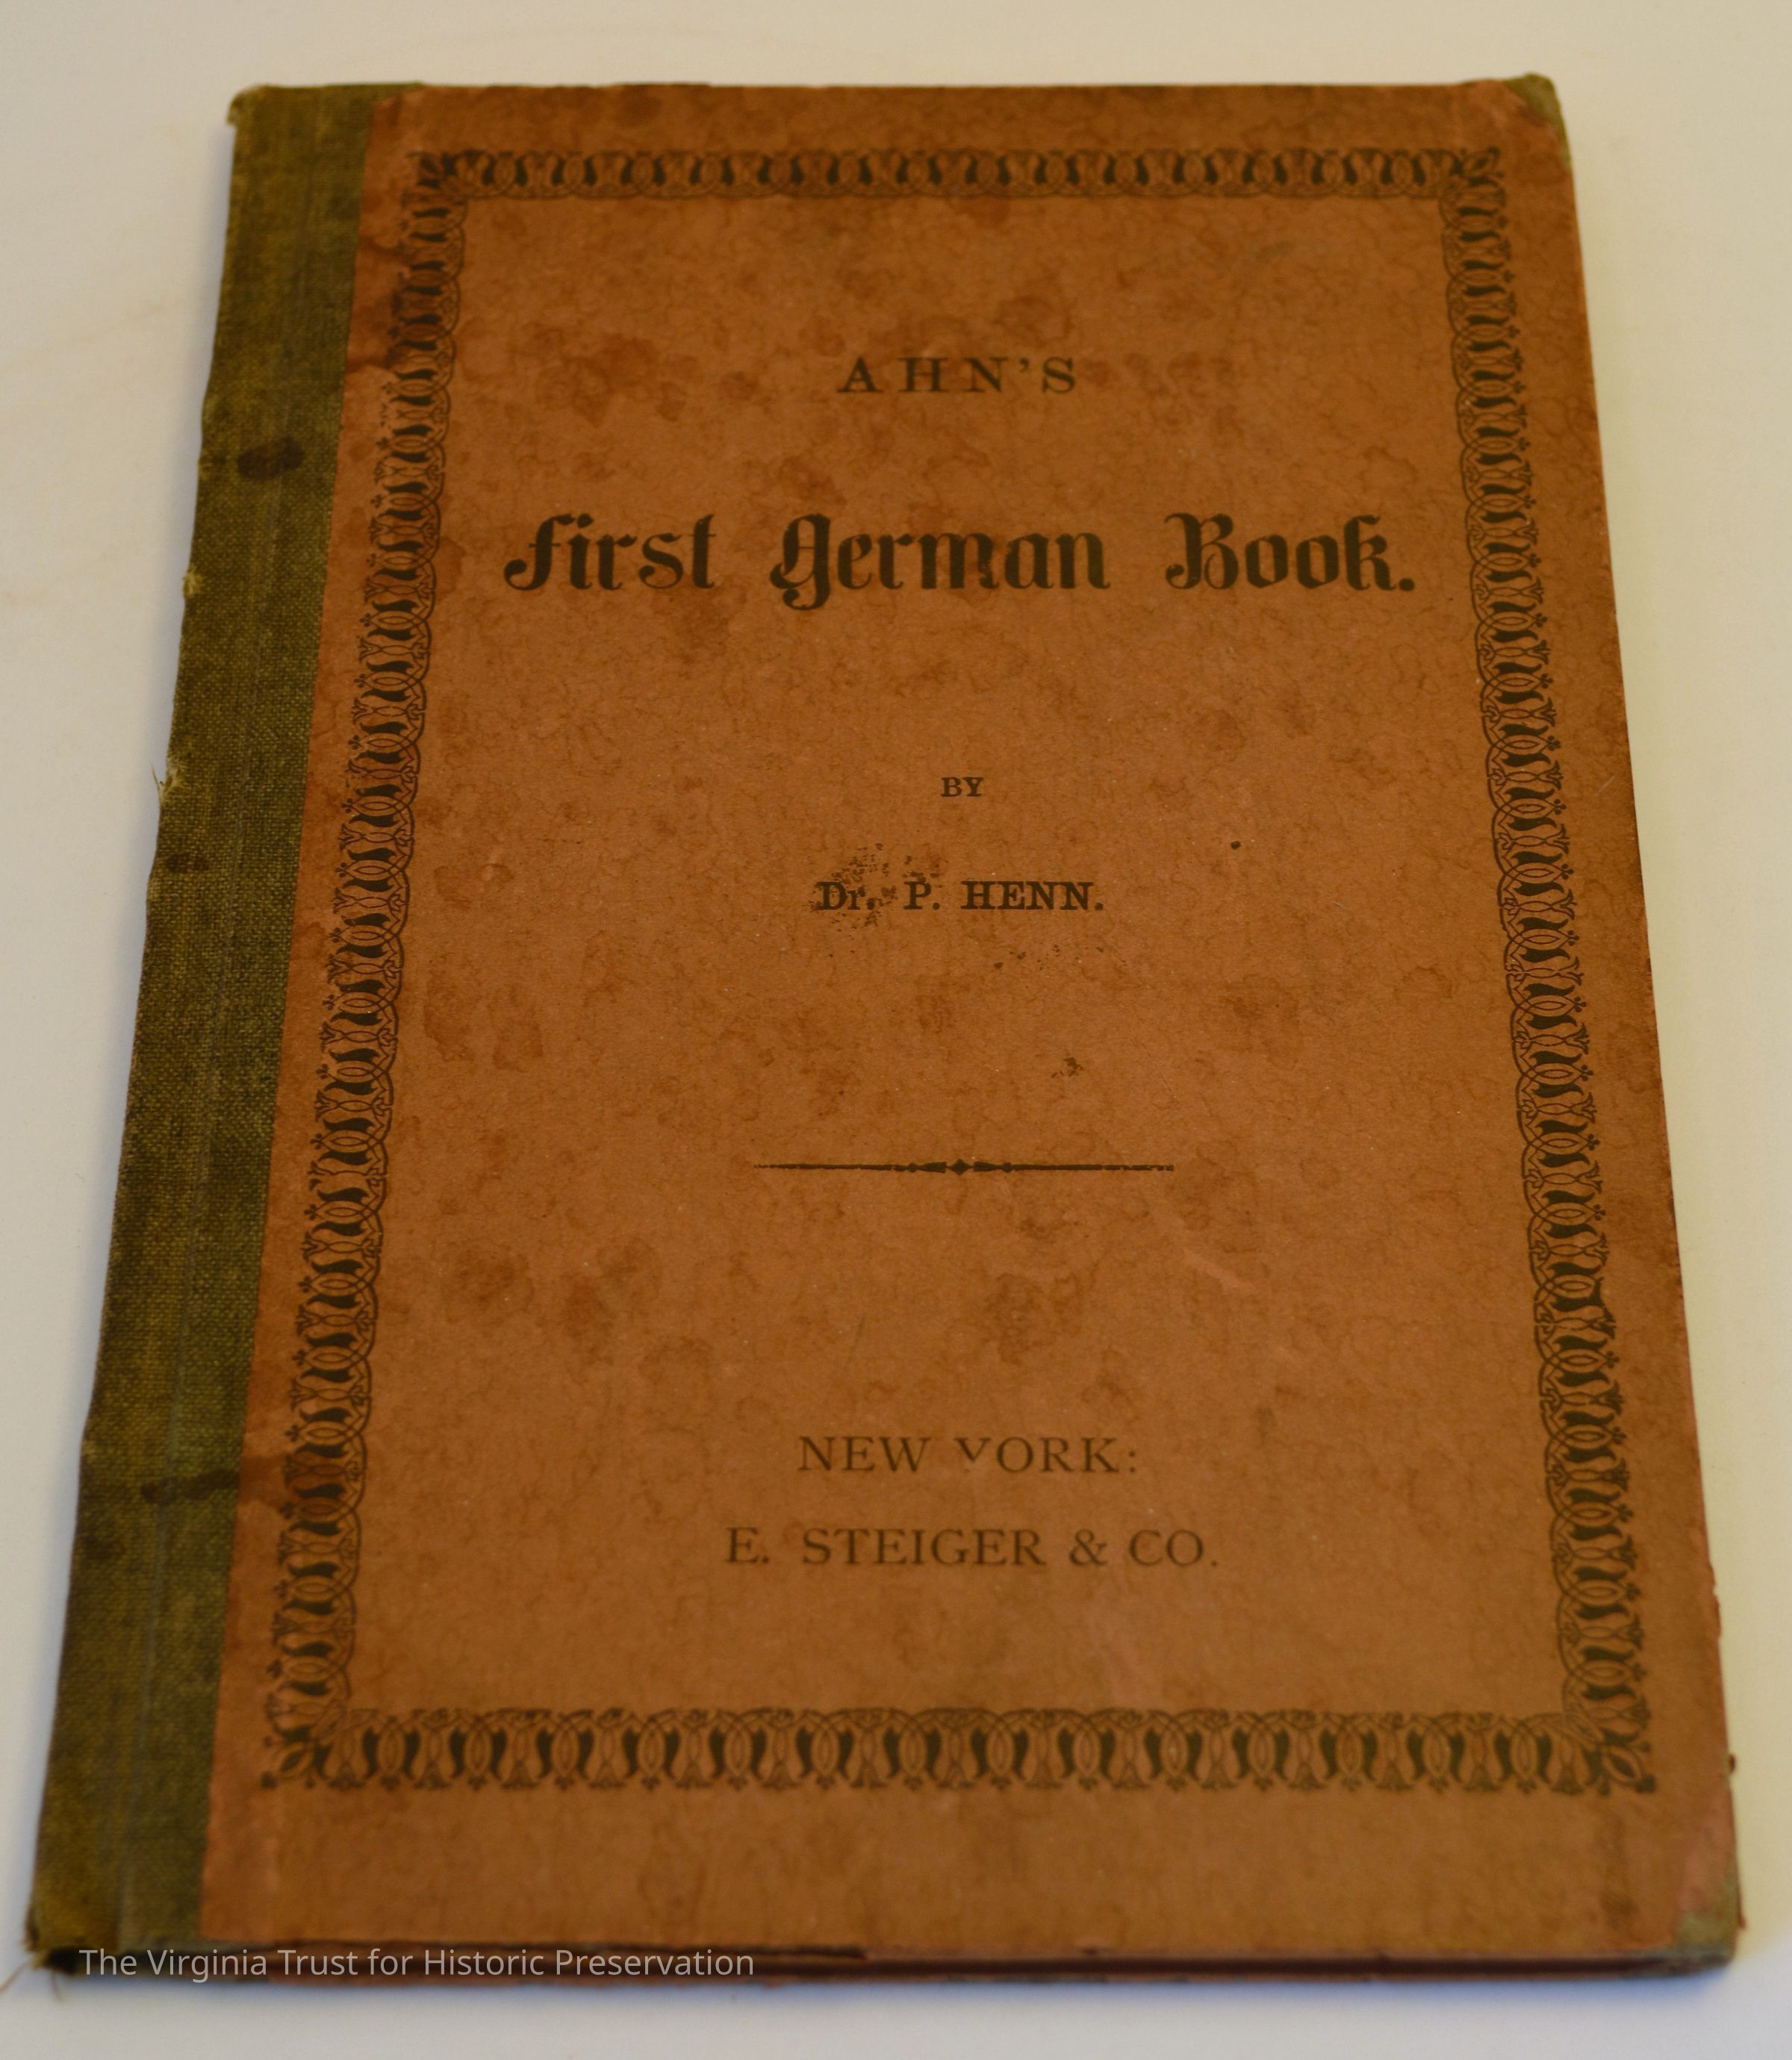 AHN'S
First German Book.
BY
Dr. P. HENN.
NEW YORK:
E. STEIGER & CO.
The Virginia Trust for Historic Preservation